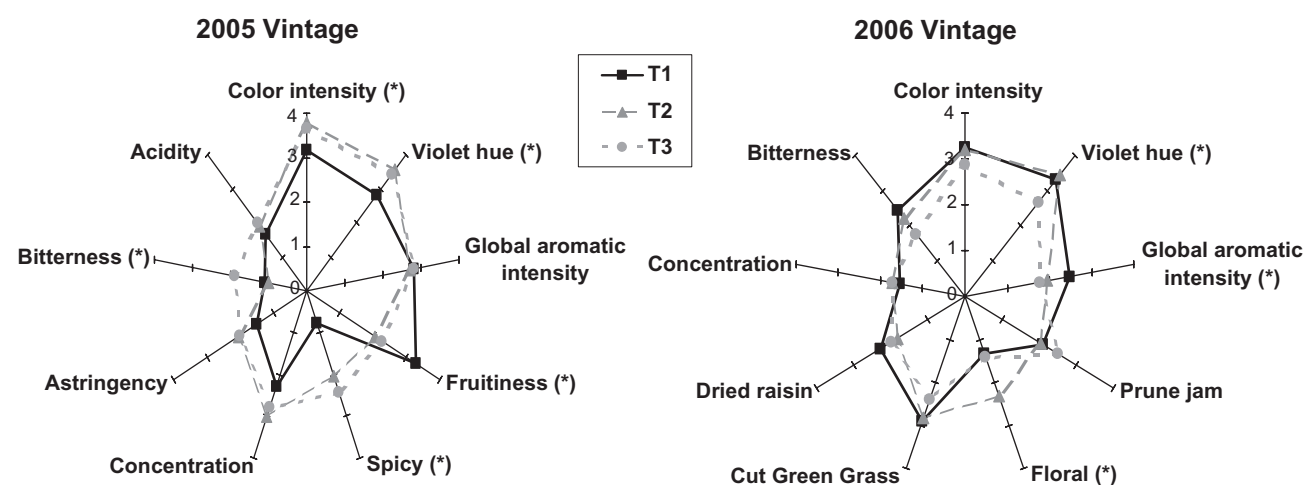 2005 Vintage
Color intensity (*)
4
3
2
1
0
Violet hue (*)
Global aromatic
intensity
Fruitiness (*)
Spicy (*)
Concentration
Astringency
Bitterness (*)
Acidity
T1
T2
T3
2006 Vintage
Color intensity
4
3
2
1
0
Violet hue (*)
Global aromatic
intensity (*)
Prune jam
Floral (*)
Cut Green Grass
Dried raisin
Concentration
Bitterness